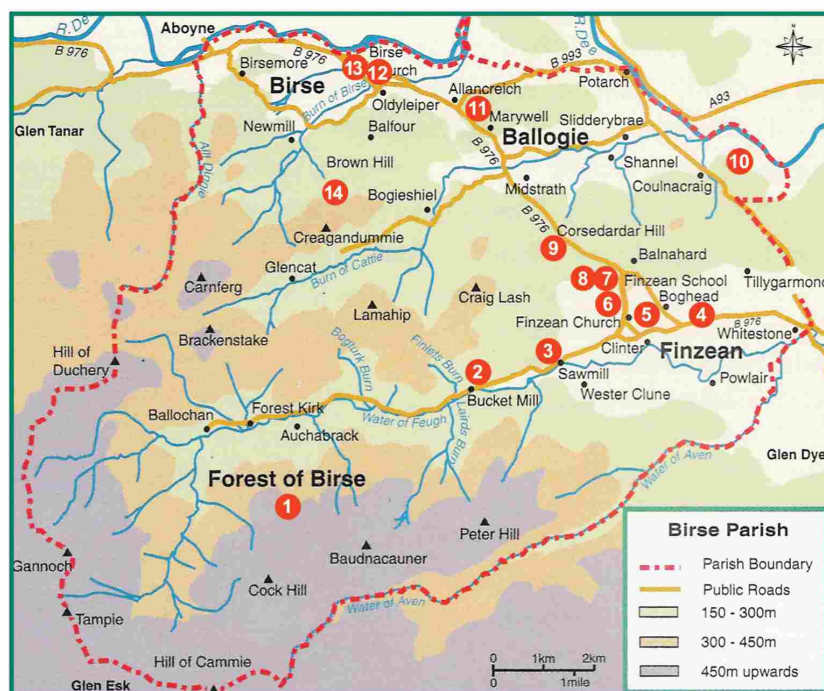 R.Dee
Aboyne
B 976
B 976
Birsemore
Birse
13
12
Birse
Church
Burn of Birse
Oldyleiper
Allancreich
B 993
R.Dee
N
Potarch
A93
Glen Tanar
Newmill
Balfour
11
Marywell
Ballogie
Slidderybrae
Allt Dinnie
Brown Hill
B 976
Shannel
10
14
Bogieshiel
Midstrath
Coulnacraig
Creagandummie
B 976
Corsedardar Hill
9
Balnahard
Glencat
Burn of Cattie
8
7
Finzean School
Tillygarmond
Carnferg
Craig Lash
6
Boghead
Lamahip
Finzean Church
5
4
B 976
Brackenstake
Whitestone
Hill of
Duchery
Bogturk Burn
Finlets Burn
3
Clinter
Finzean
2
Sawmill
Powlair
Bucket Mill
Wester Clune
Ballochan
Forest Kirk
Water of Feugh
Auchabrack
Lairds Burn
Water of Aven
Glen Dye
Forest of Birse
1
Peter Hill
Gannoch
Baudnacauner
Cock Hill
Water of Aven
Tampie
Hill of Cammie
Glen Esk
0
1km
2km
1mile
Birse Parish
Parish Boundary
Public Roads
150 - 300m
300 - 450m
450m upwards